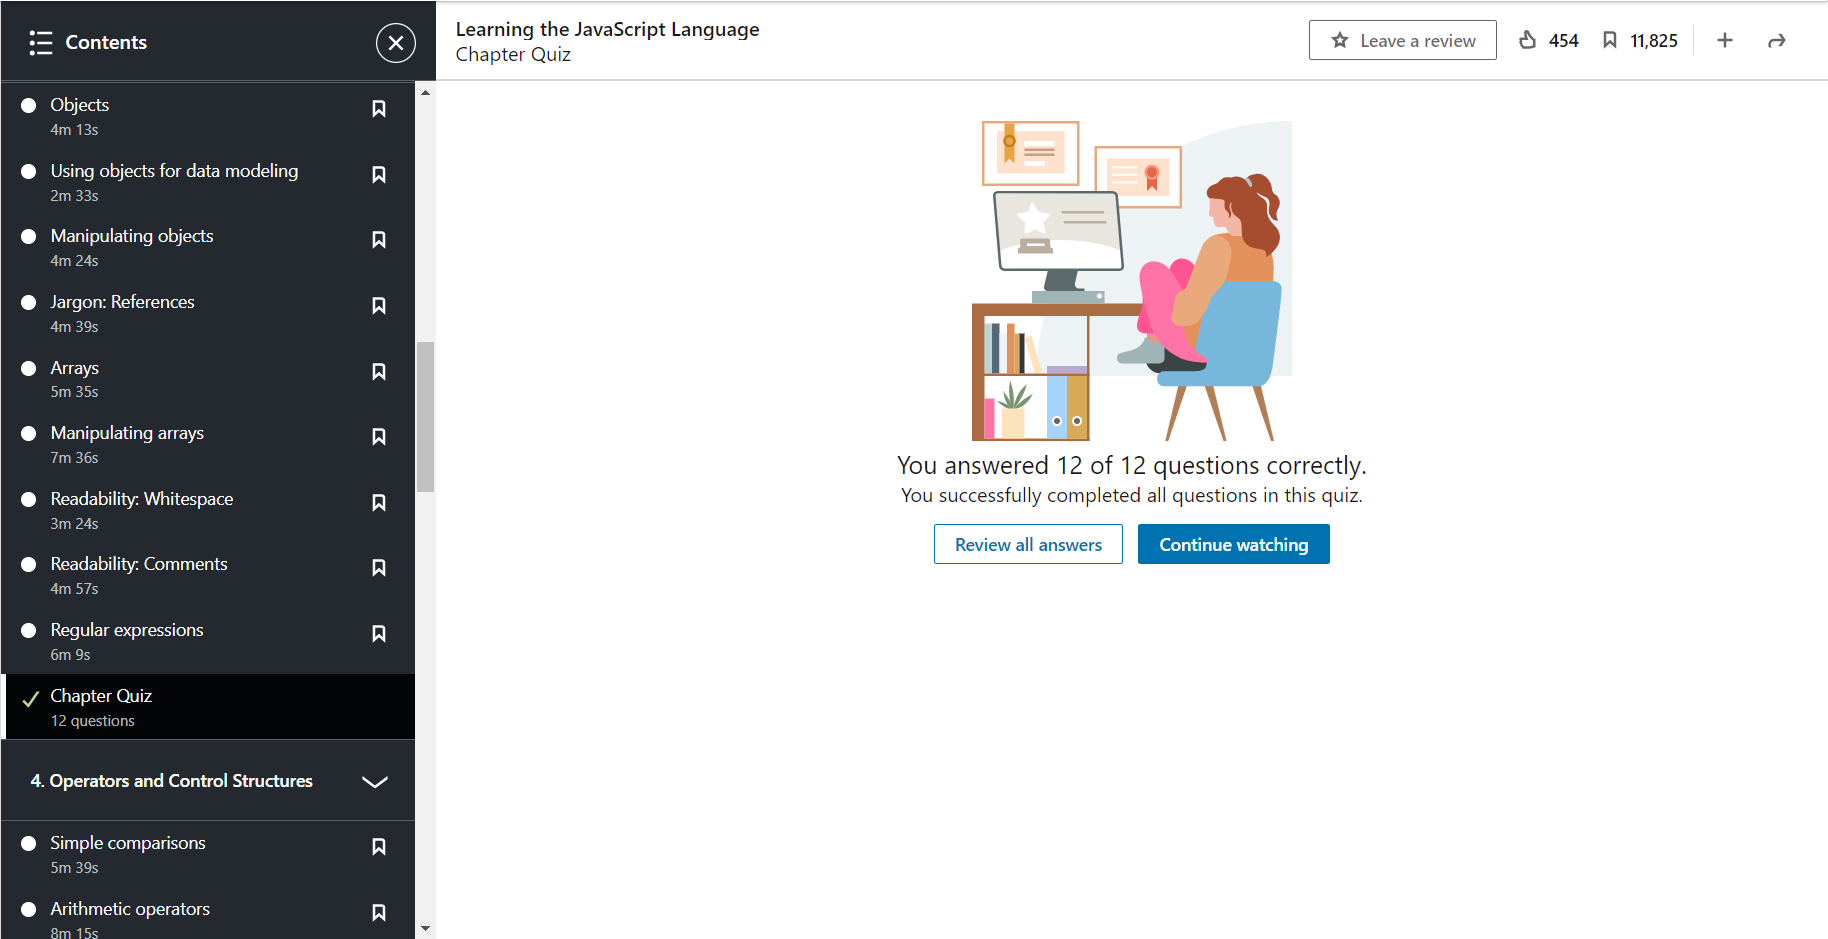 Contents
Objects
4m 13s
Using objects for data modeling
2m 33s
Manipulating objects
4m 24s
Jargon: References
4m 39s
Arrays
5m 35s
Manipulating arrays
7m 36s
Readability: Whitespace
3m 24s
Readability: Comments
4m 57s
Regular expressions
6m 9s
Chapter Quiz
12 questions
4. Operators and Control Structures
Simple comparisons
5m 39s
Arithmetic operators
8m 15s
Learning the JavaScript Language
Chapter Quiz
Leave a review
454
11,825
You answered 12 of 12 questions correctly.
You successfully completed all questions in this quiz.
Review all answers
Continue watching